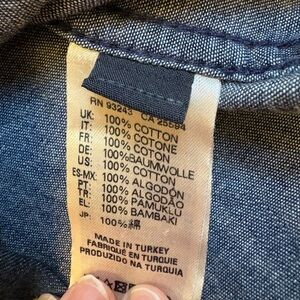 RN 93243 CA 25594
UK: 100% COTTON
IT: 100% COTONE
FR: 100% COTON
DE: 100%BAUMWOLLE
US: 100% COTTON
ES-MX: 100% ALGODÓN
PT: 100% ALGODÃO
TR: 100% PAMUKLU
EL: 100% BAMBAKI
JP: 100%綿
MADE IN TURKEY
FABRIQUÉ EN TURQUIE
PRODUZIDO NA TURQUIA